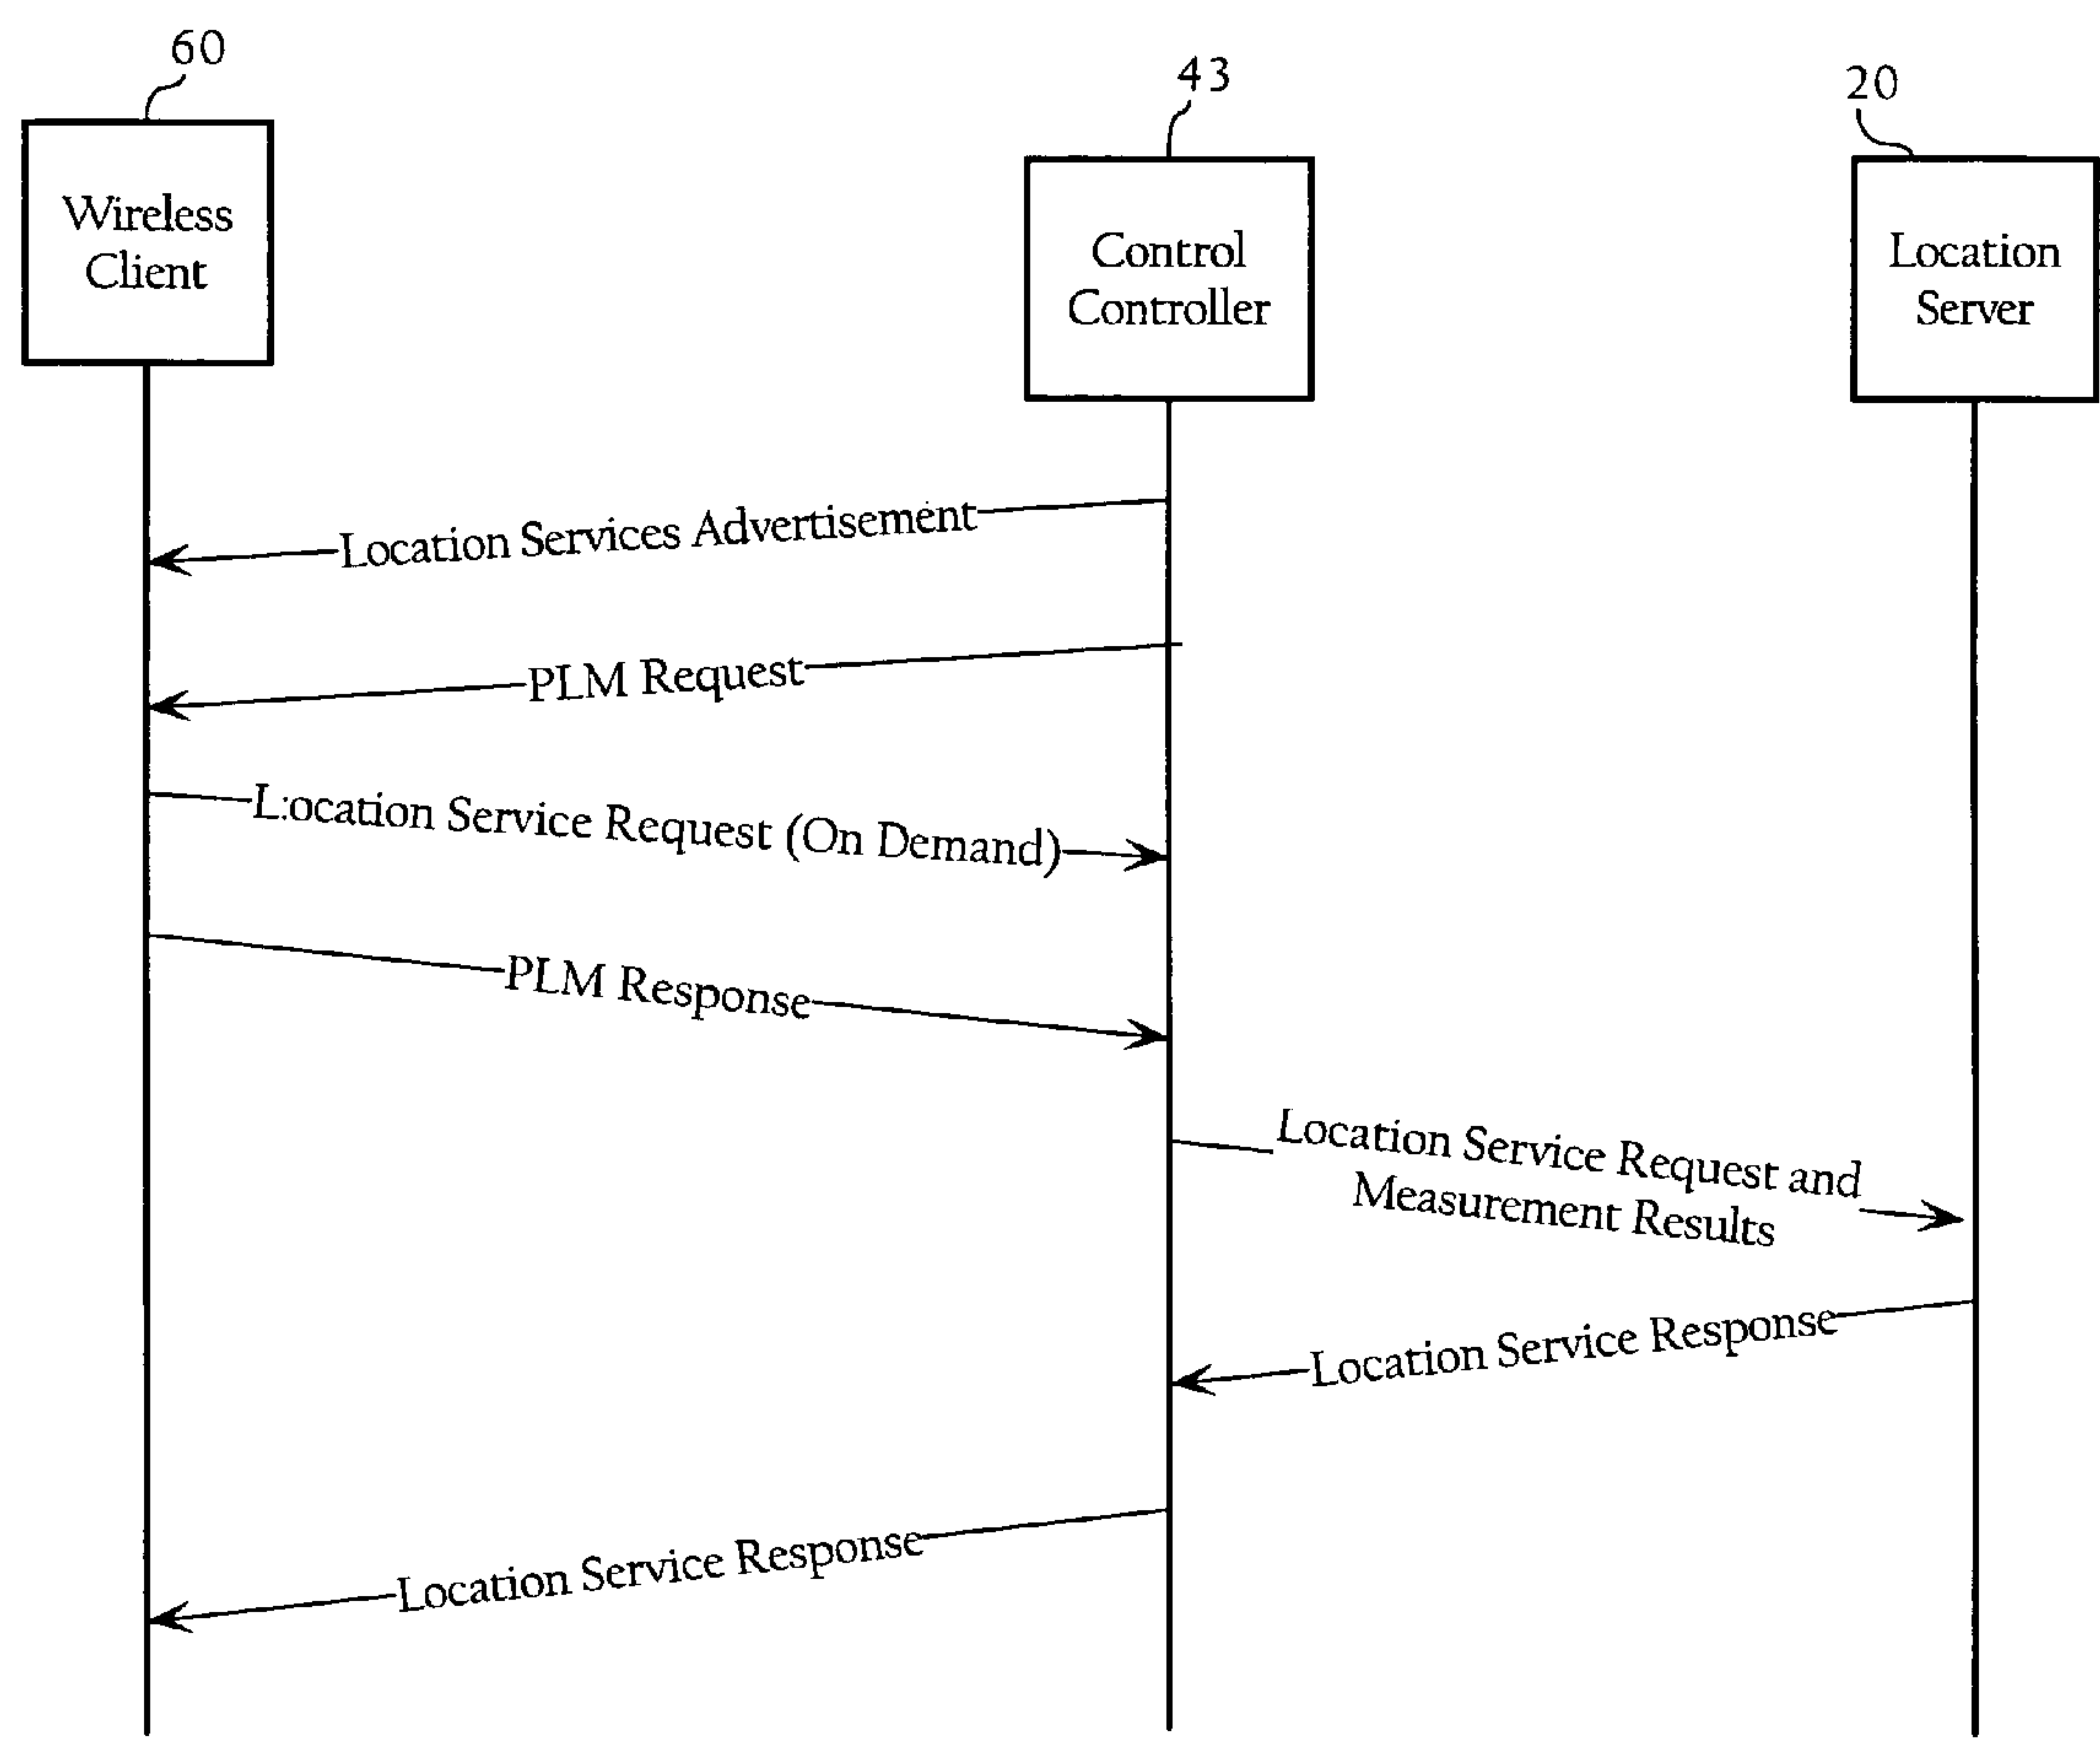 60
43
20
Wireless
Client
Control
Controller
Location
Server
Location Services Advertisement
PLM Request
L:ocation Service Request (On Demand)
PLM Response
Location Service Request and
Measurement Results
Location Service Response
Location Service Response